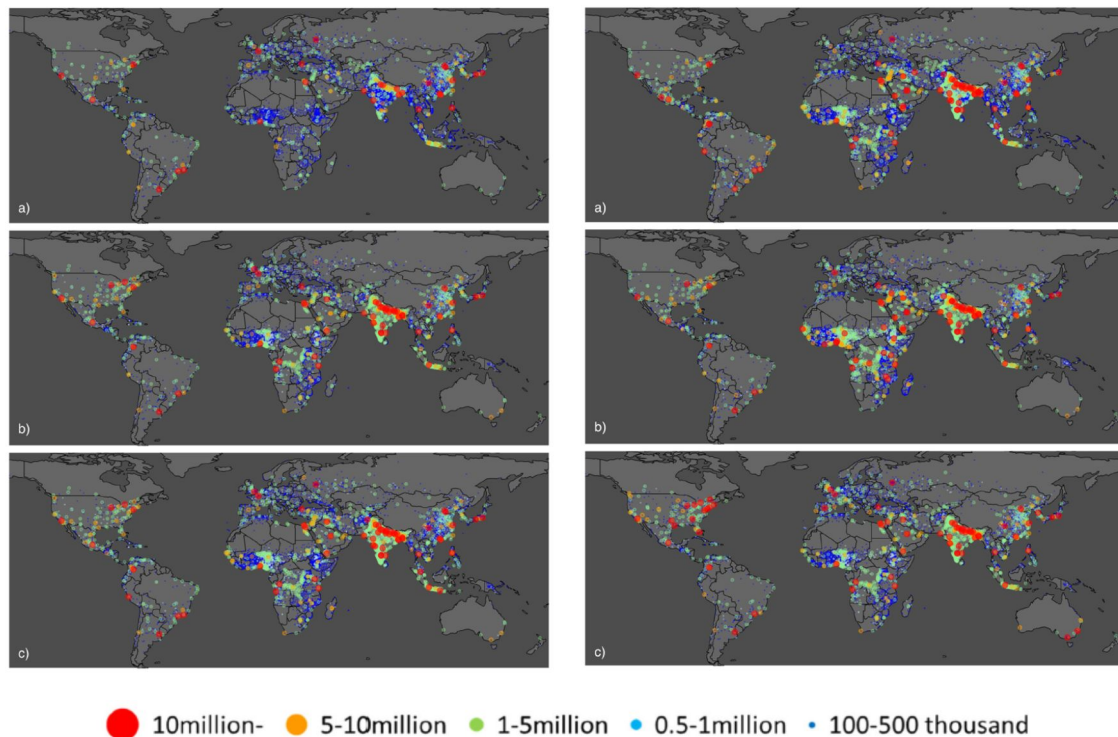 a)
a)
b)
b)
c)
c)
10million- 5-10million 1-5million 0.5-1million 100-500 thousand